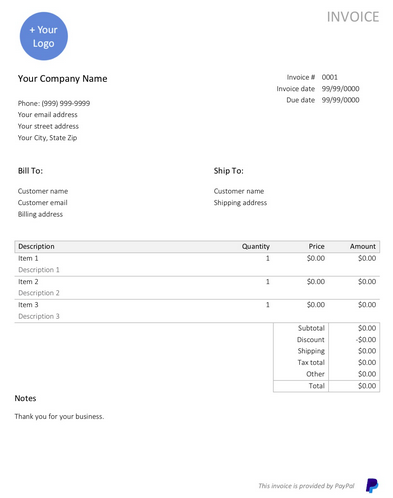 INVOICE
+ Your
Logo
Your Company Name
Invoice # 0001
Invoice date 99/99/0000
Due date 99/99/0000
Phone: (999) 999-9999
Your email address
Your street address
Your City, State Zip
Bill To: Ship To:
Customer name Customer name
Customer email Shipping address
Billing address
Description Quantity Price Amount
Item 1 1 $0.00 $0.00
Description 1
Item 2 1 $0.00 $0.00
Description 2
Item 3 1 $0.00 $0.00
Description 3
Subtotal $0.00
Discount -$0.00
Shipping $0.00
Tax total $0.00
Other $0.00
Total $0.00
Notes
Thank you for your business.
This invoice is provided by PayPal